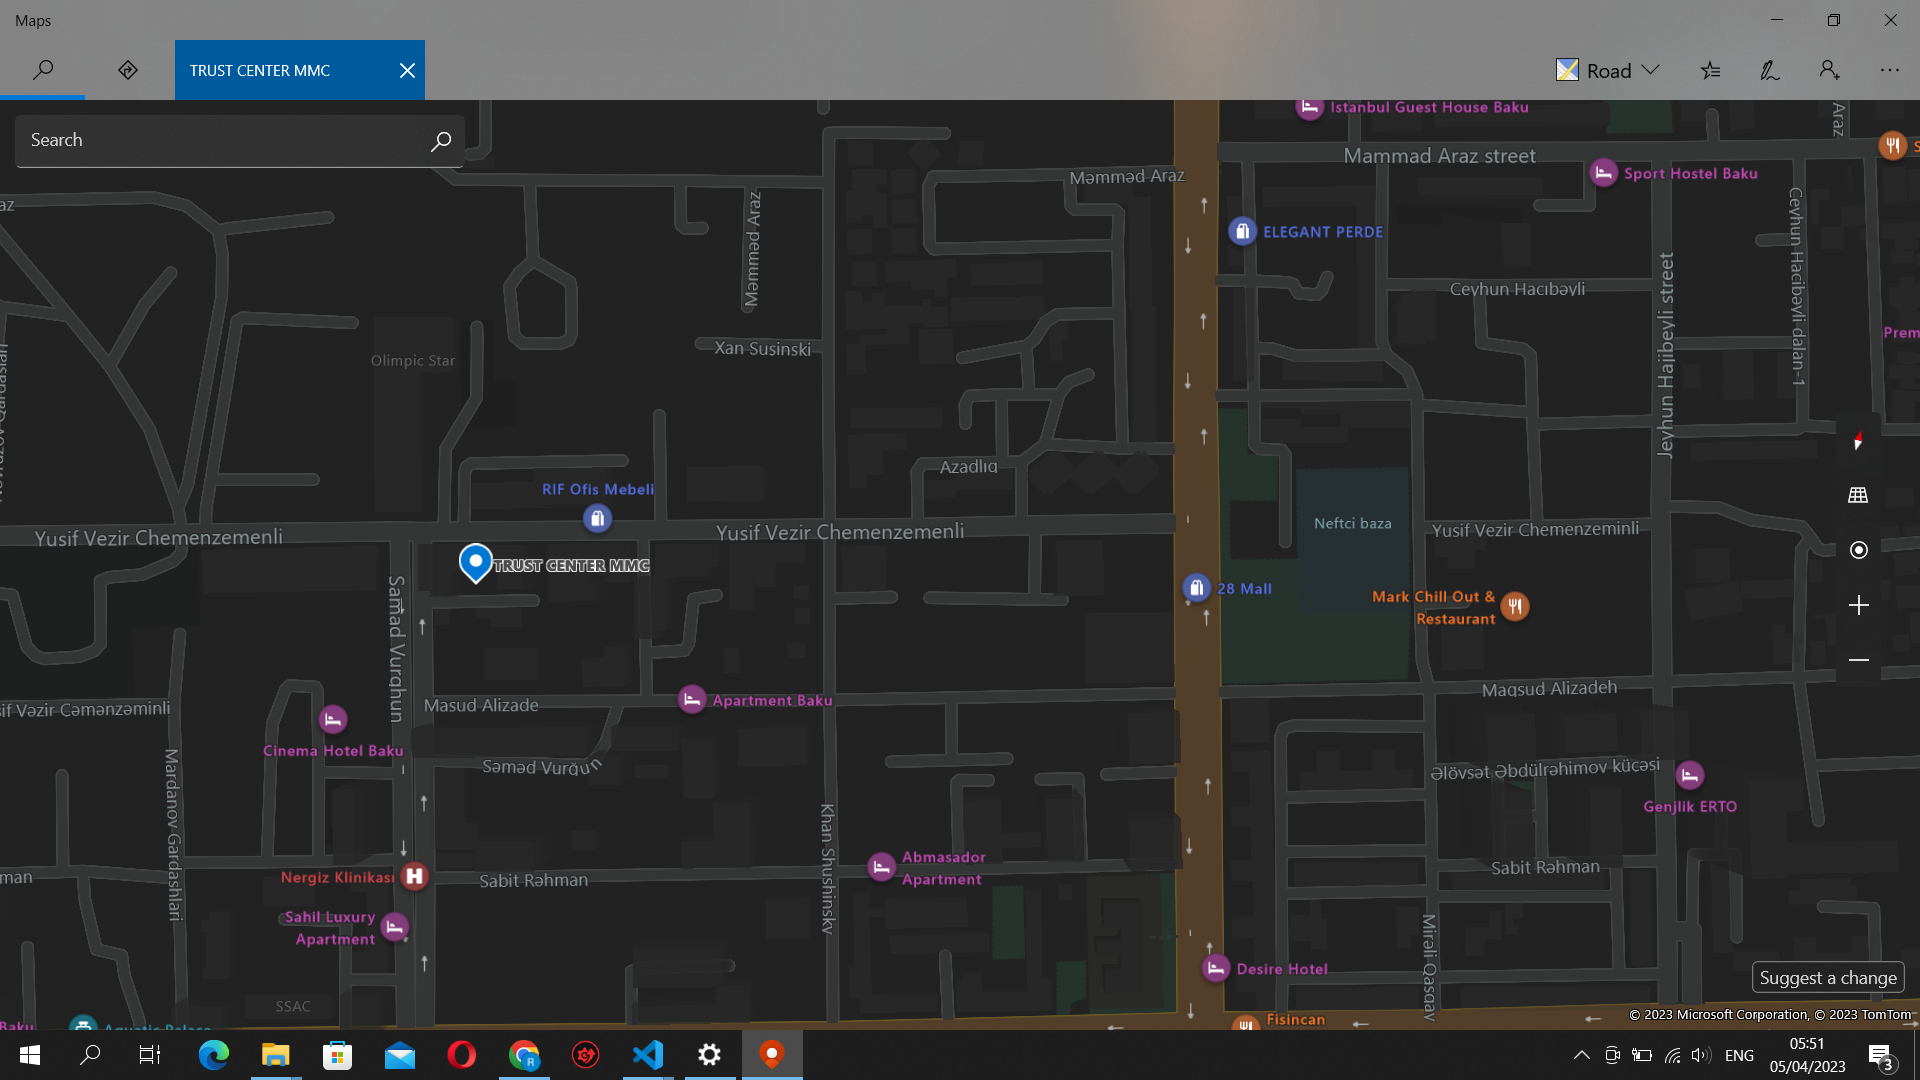 Maps
TRUST CENTER MMC
Road
Search
Istanbul Guest House Baku
Mammad Araz street
Araz
Sport Hostel Baku
Məmməd Araz
az
Məmməd Araz
ELEGANT PERDE
Ceyhun Hacıbəyli dalan-1
Jeyhun Hajibeyli street
Ceyhun Hacıbəyli
Prem
Xan Susinski
Olimpic Star
Azadlıq
RIF Ofis Mebeli
Neftci baza
Yusif Vezir Chemenzemenli
Yusif Vezir Chemenzemenli
Yusif Vezir Chemenzeminli
TRUST CENTER MMC
Samad Vurghun
28 Mall
Mark Chill Out &
Restaurant
Masud Alizade
Apartment Baku
Maqsud Alizadeh
sif Vəzir Cəmənzəminli
Cinema Hotel Baku
Mardanov Gardashlari
Səməd Vurğun
Əlövsət Əbdülrəhimov küçəsi
Genjlik ERTO
Khan Shushinsky
Abmasador
Apartment
man
Nergiz Klinikası
Sabit Rəhman
Sabit Rəhman
Sahil Luxury
Apartment
Mirəli Qaşqay
Desire Hotel
Suggest a change
SSAC
Baku
Aquatic Palace
Fisincan
© 2023 Microsoft Corporation, © 2023 TomTom
ENG
05:51
05/04/2023
3